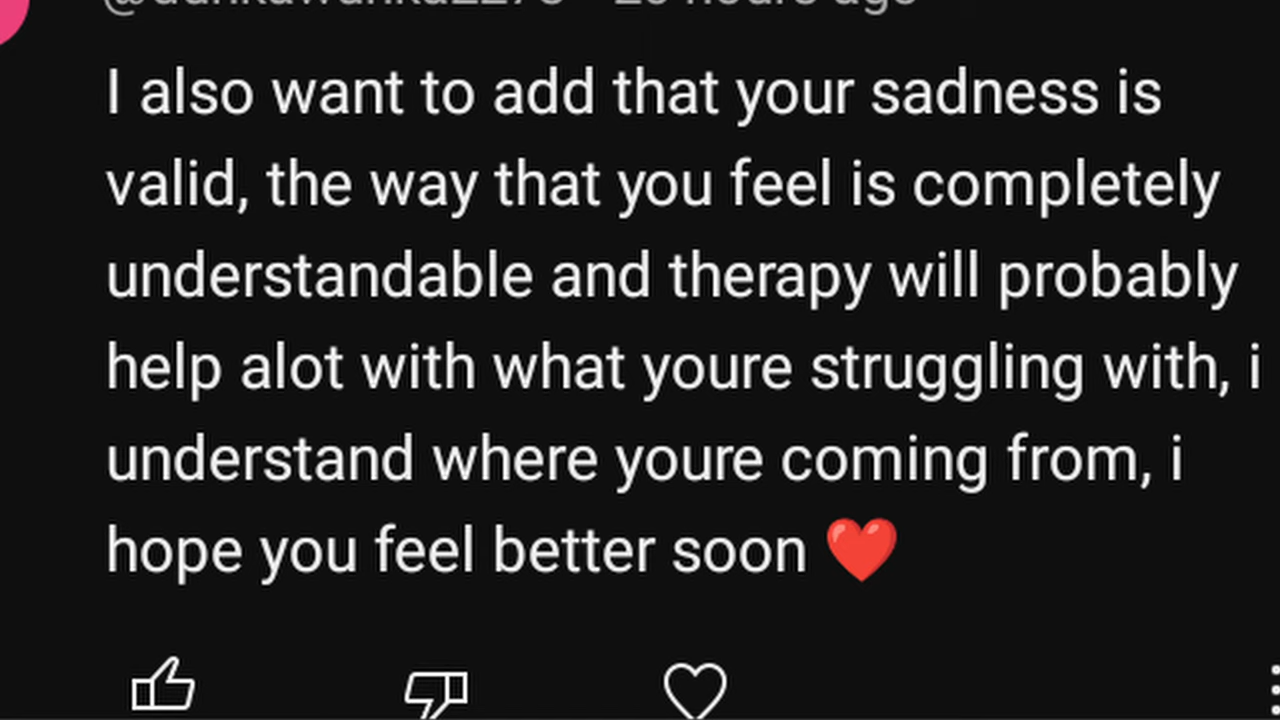 I also want to add that your sadness is
valid, the way that you feel is completely
understandable and therapy will probably
help alot with what youre struggling with, i
understand where youre coming from, i
hope you feel better soon ❤️